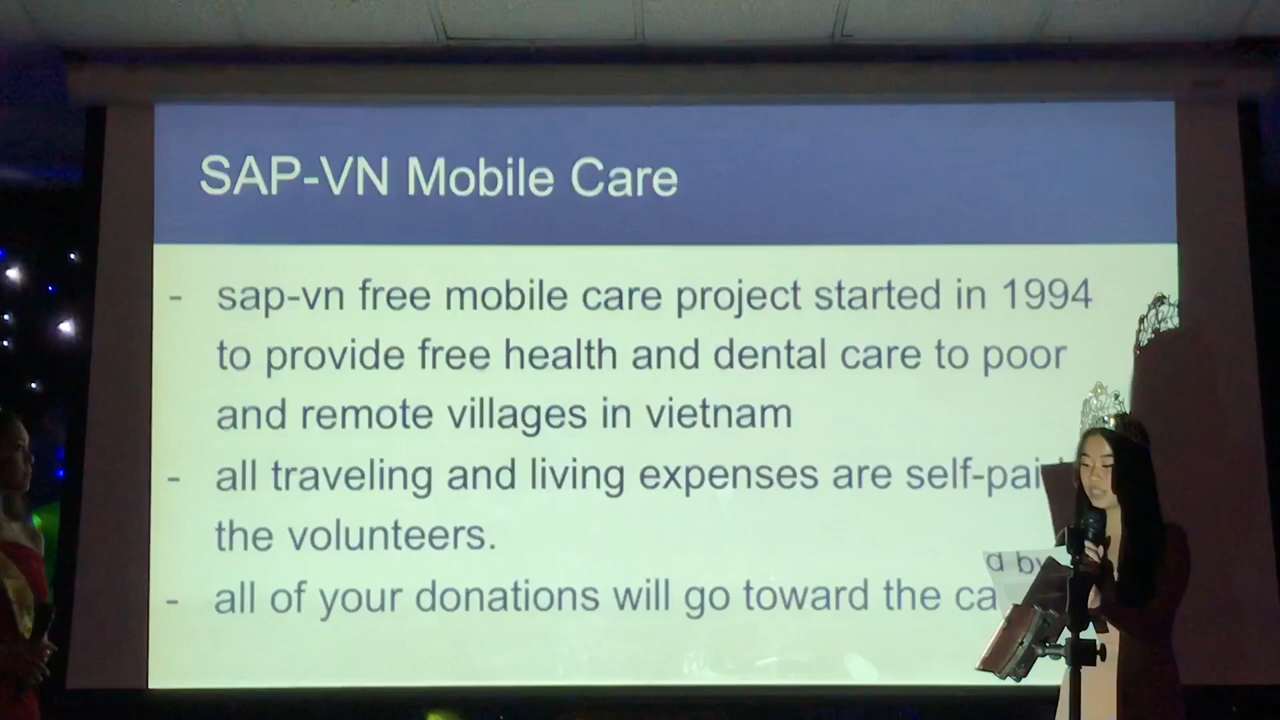 SAP-VN Mobile Care
- sap-vn free mobile care project started in 1994
to provide free health and dental care to poor
and remote villages in vietnam
- all traveling and living expenses are self-pai
d by
the volunteers.
- all of your donations will go toward the ca